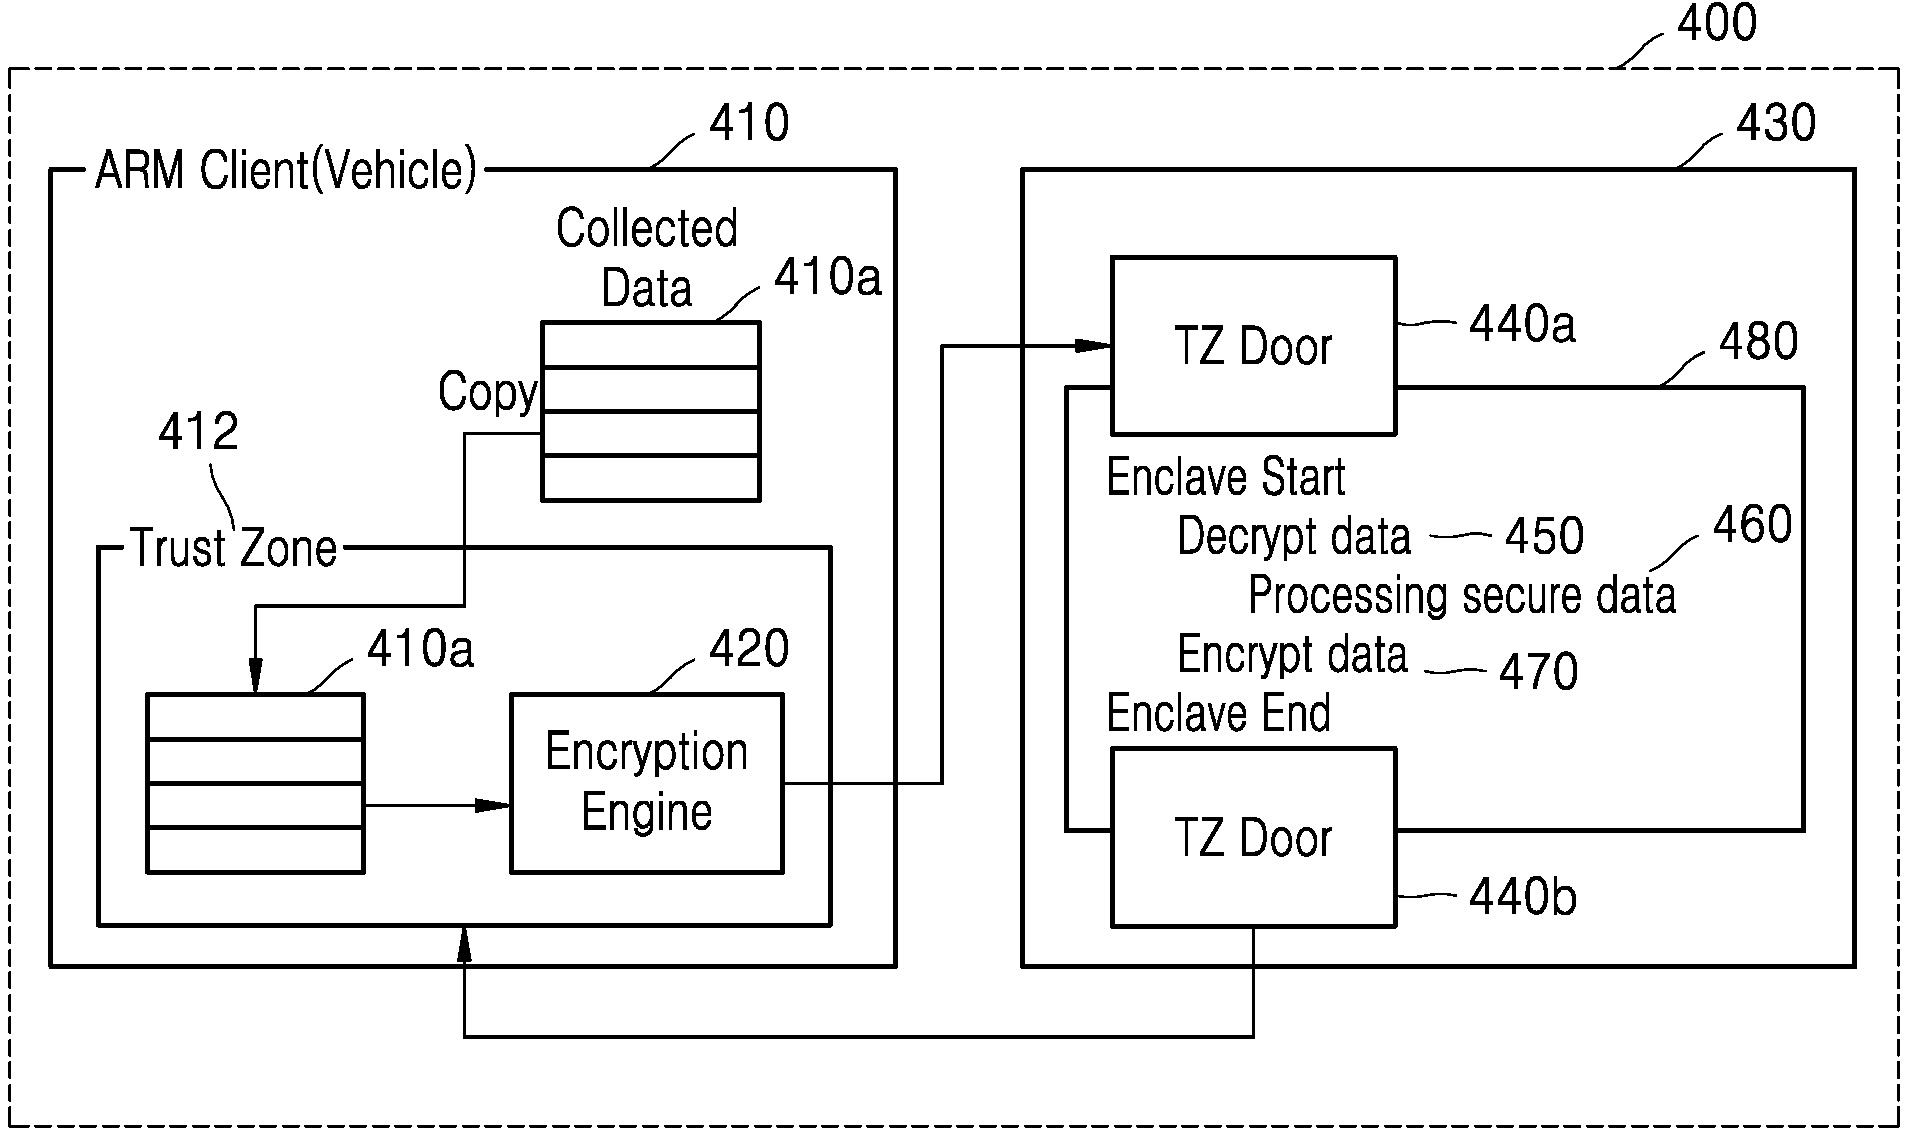 400
410
430
ARM Client(Vehicle)
Collected
Data
410a
Copy
412
Trust Zone
410a
420
Encryption
Engine
TZ Door
440a
480
Enclave Start
Decrypt data
450
460
Processing secure data
Encrypt data
470
Enclave End
TZ Door
440b